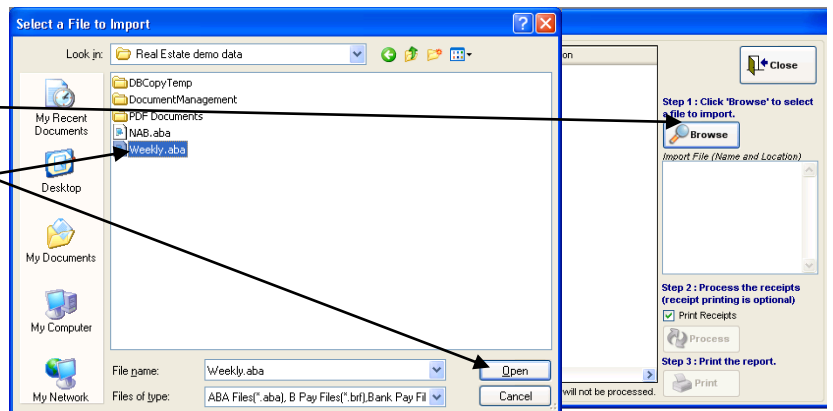 Select a File to Import
Look in:
Real Estate demo data
My Recent
Documents
Desktop
My Documents
My Computer
My Network
DBCopyTemp
DocumentManagement
PDF Documents
NAB.aba
Weekly.aba
File name:
Weekly.aba
Open
Files of type:
ABA Files(*.aba), B Pay Files(*.brf),Bank Pay Fil
Cancel
on
will not be processed.
Close
Step 1 : Click 'Browse' to select
a file to import.
Browse
Import File (Name and Location)
Step 2 : Process the receipts
(receipt printing is optional)
Print Receipts
Process
Step 3 : Print the report.
Print